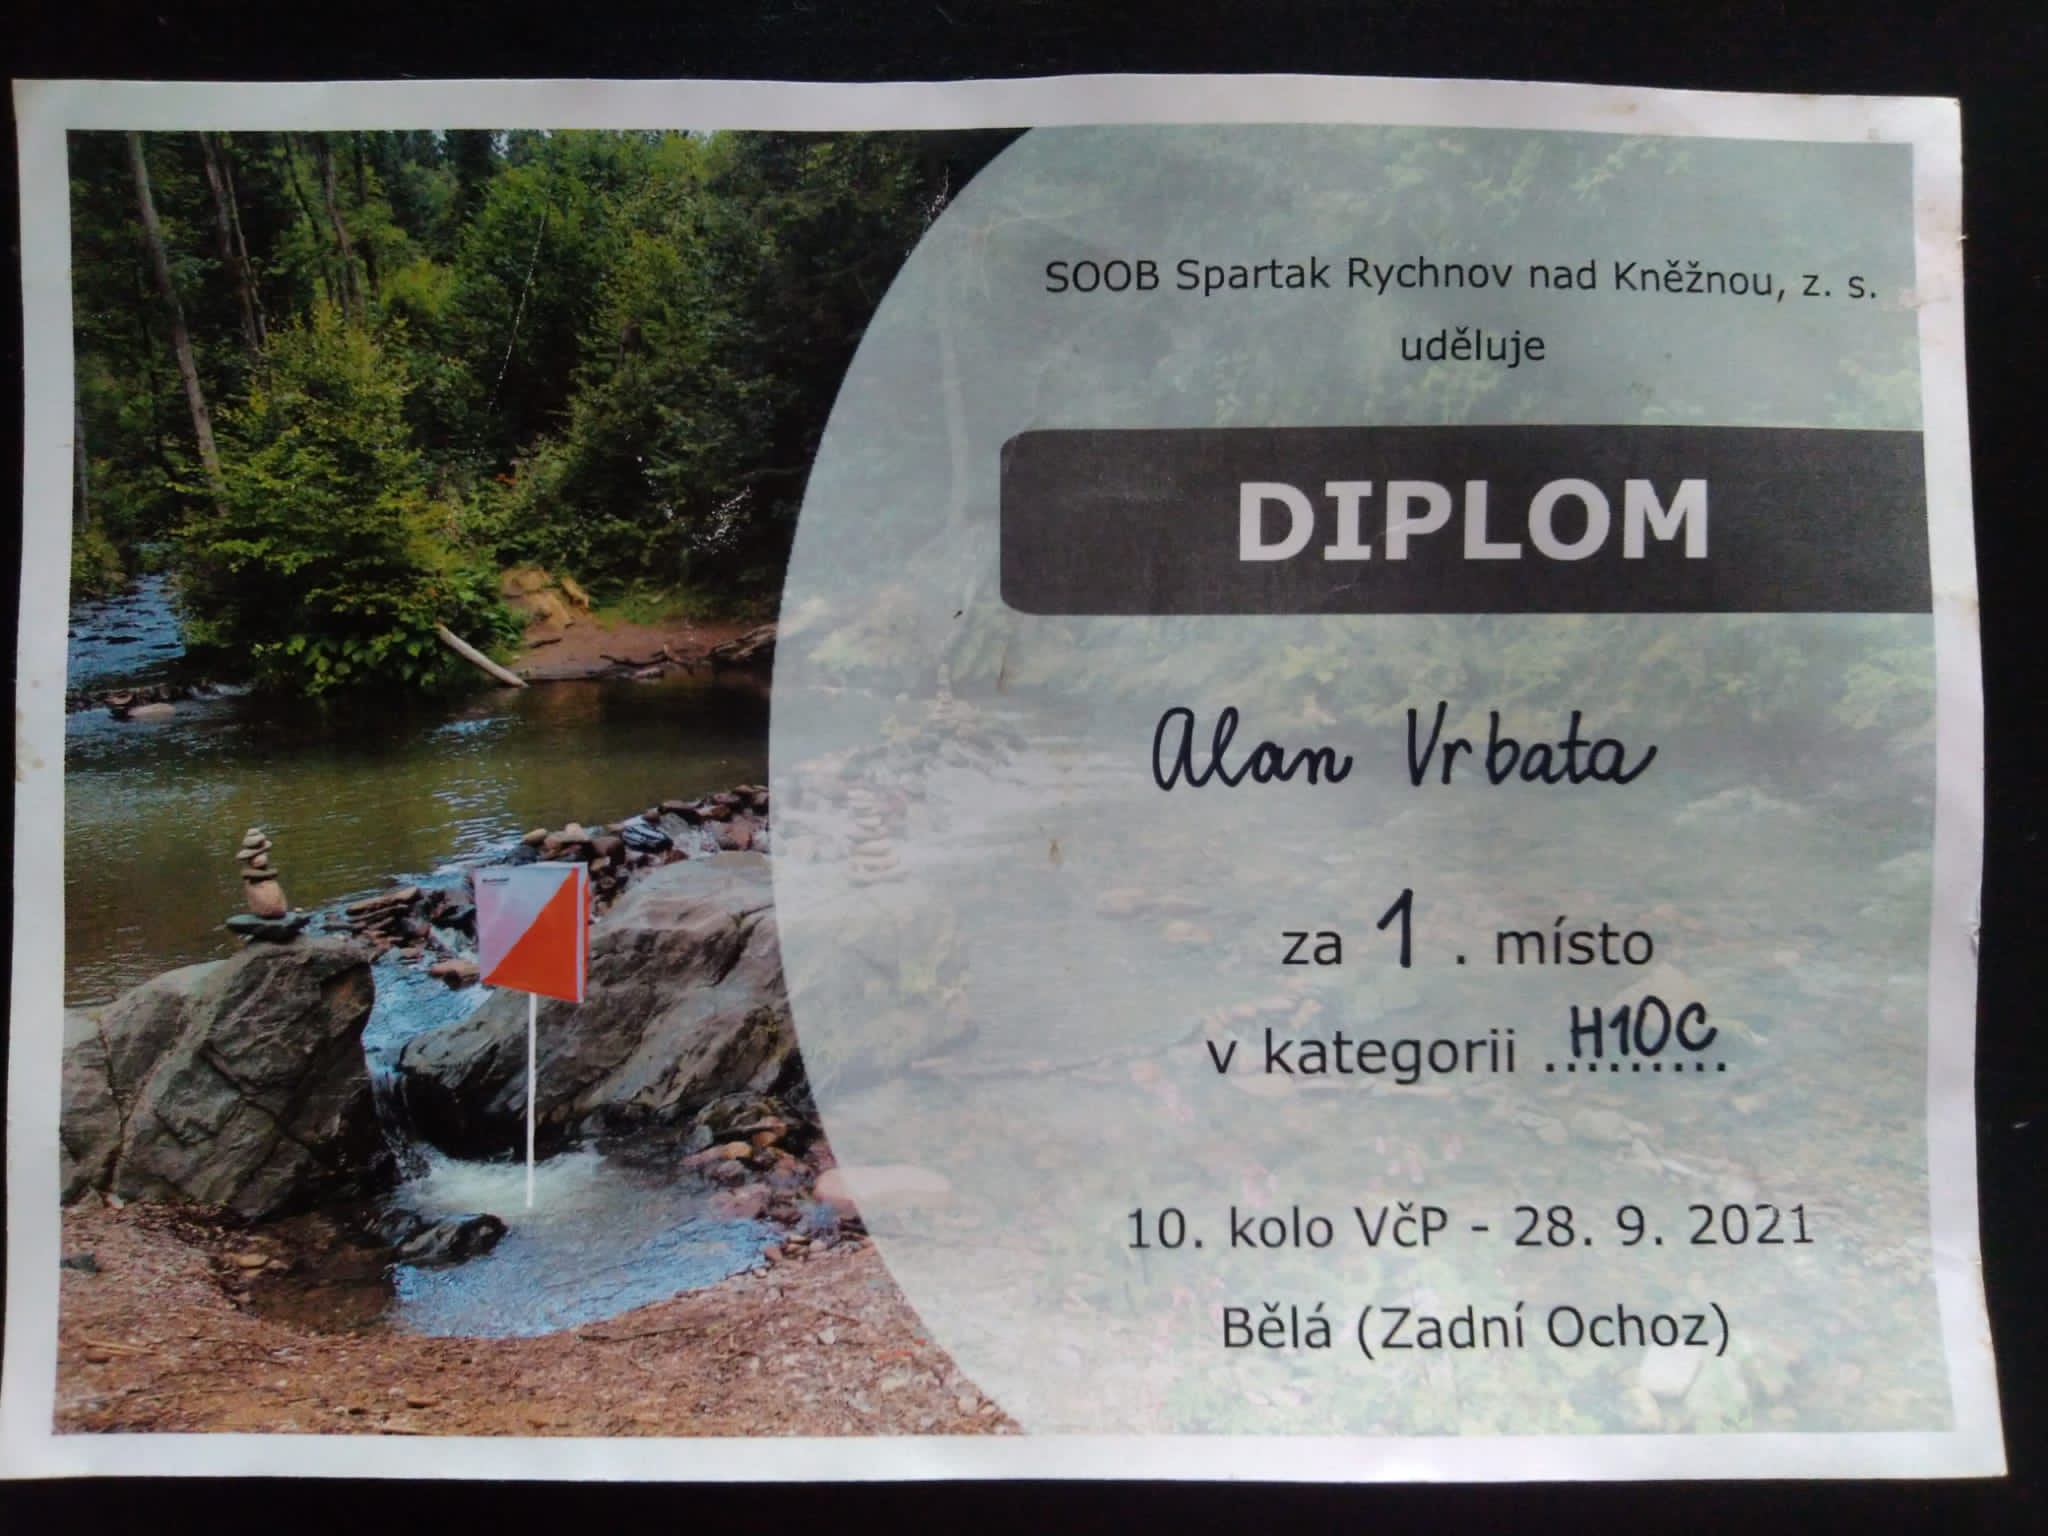 SOOB Spartak Rychnov nad Kněžnou, z. s.
uděluje
DIPLOM
Alan Vrbata
za 1. místo
v kategorii H10C
10. kolo VčP - 28. 9. 2021
Bělá (Zadní Ochoz)